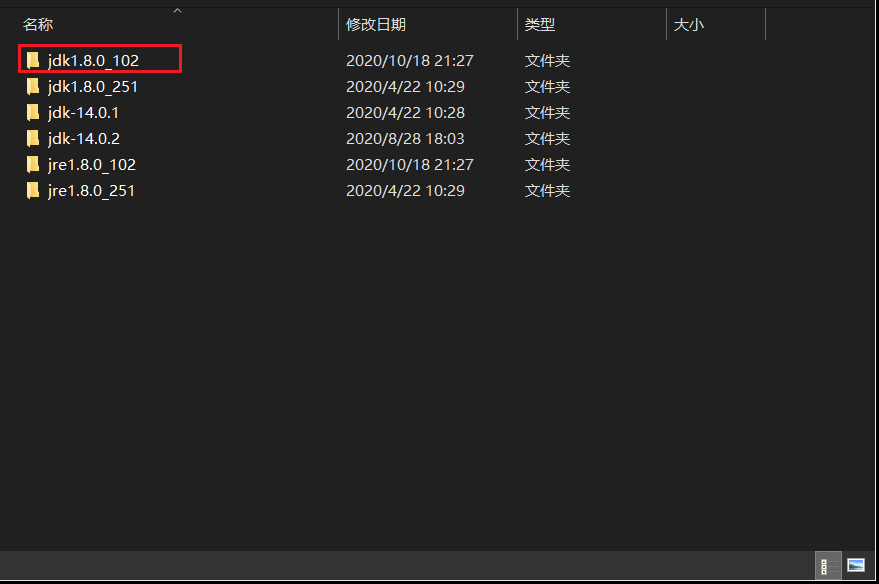 名称 修改日期 类型 大小
jdk1.8.0_102 2020/10/18 21:27 文件夹
jdk1.8.0_251 2020/4/22 10:29 文件夹
jdk-14.0.1 2020/4/22 10:28 文件夹
jdk-14.0.2 2020/8/28 18:03 文件夹
jre1.8.0_102 2020/10/18 21:27 文件夹
jre1.8.0_251 2020/4/22 10:29 文件夹